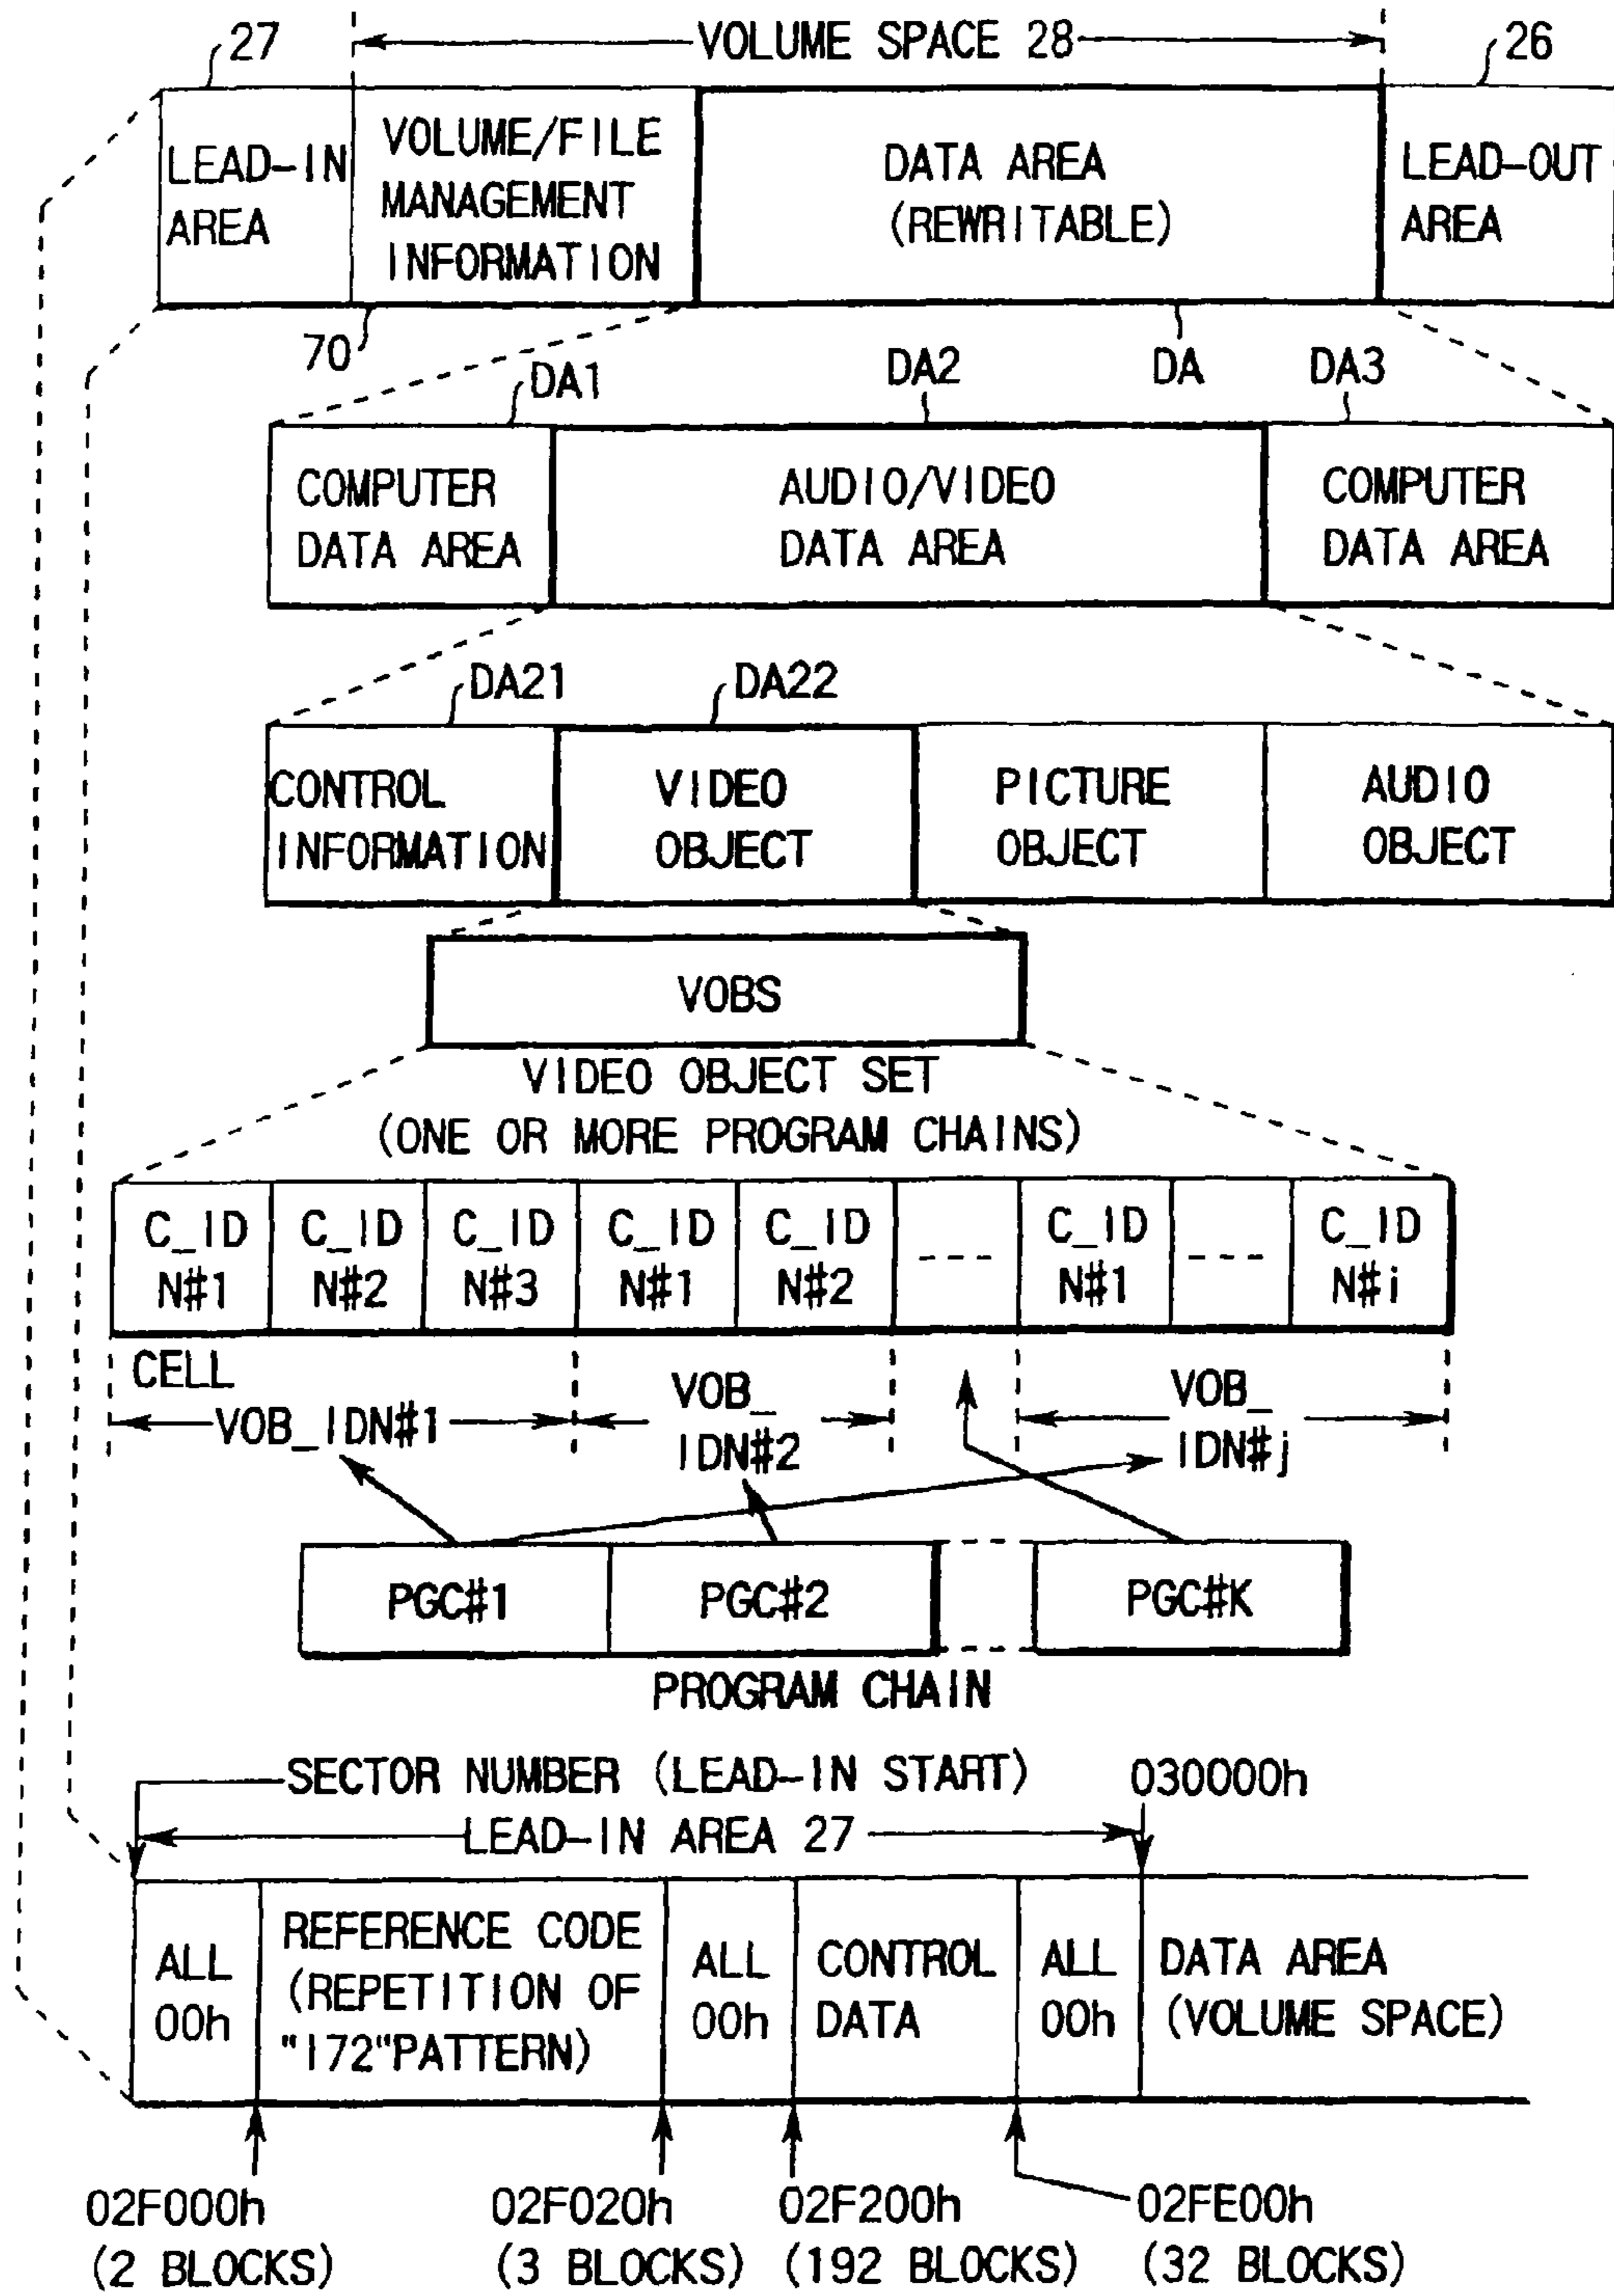 27
VOLUME SPACE 28
26
LEAD-IN
AREA
VOLUME/FILE
MANAGEMENT
INFORMATION
DATA AREA
(REWRITABLE)
LEAD-OUT
AREA
70
DA1
DA2
DA
DA3
COMPUTER
DATA AREA
AUDIO/VIDEO
DATA AREA
COMPUTER
DATA AREA
DA21
DA22
CONTROL
INFORMATION
VIDEO
OBJECT
PICTURE
OBJECT
AUDIO
OBJECT
VOBS
VIDEO OBJECT SET
(ONE OR MORE PROGRAM CHAINS)
C_ID
N#1
C_ID
N#2
C_ID
N#3
C_ID
N#1
C_ID
N#2
----
C_ID
N#1
---
C_ID
N#i
CELL
VOB_IDN#1
VOB_
IDN#2
VOB_
IDN#j
PGC#1
PGC#2
PGC#K
PROGRAM CHAIN
SECTOR NUMBER (LEAD-IN START)
030000h
LEAD-IN AREA 27
ALL
00h
REFERENCE CODE
(REPETITION OF
"172"PATTERN)
ALL
00h
CONTROL
DATA
ALL
00h
DATA AREA
(VOLUME SPACE)
02F000h
(2 BLOCKS)
02F020h
(3 BLOCKS)
02F200h
(192 BLOCKS)
02FE00h
(32 BLOCKS)